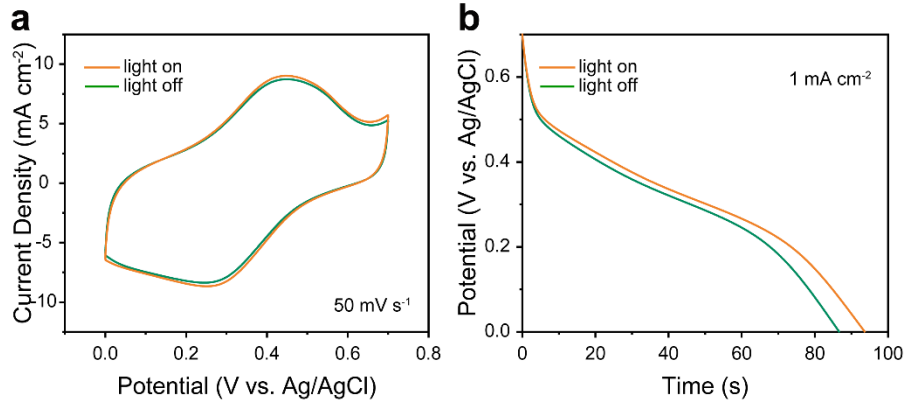 a
Current Density (mA cm-2)
10
5
0
-5
-10
light on
light off
50 mV s-1
0.0 0.2 0.4 0.6 0.8
Potential (V vs. Ag/AgCl)
b
Potential (V vs. Ag/AgCl)
0.6
0.4
0.2
0.0
light on
light off
1 mA cm-2
0 20 40 60 80 100
Time (s)